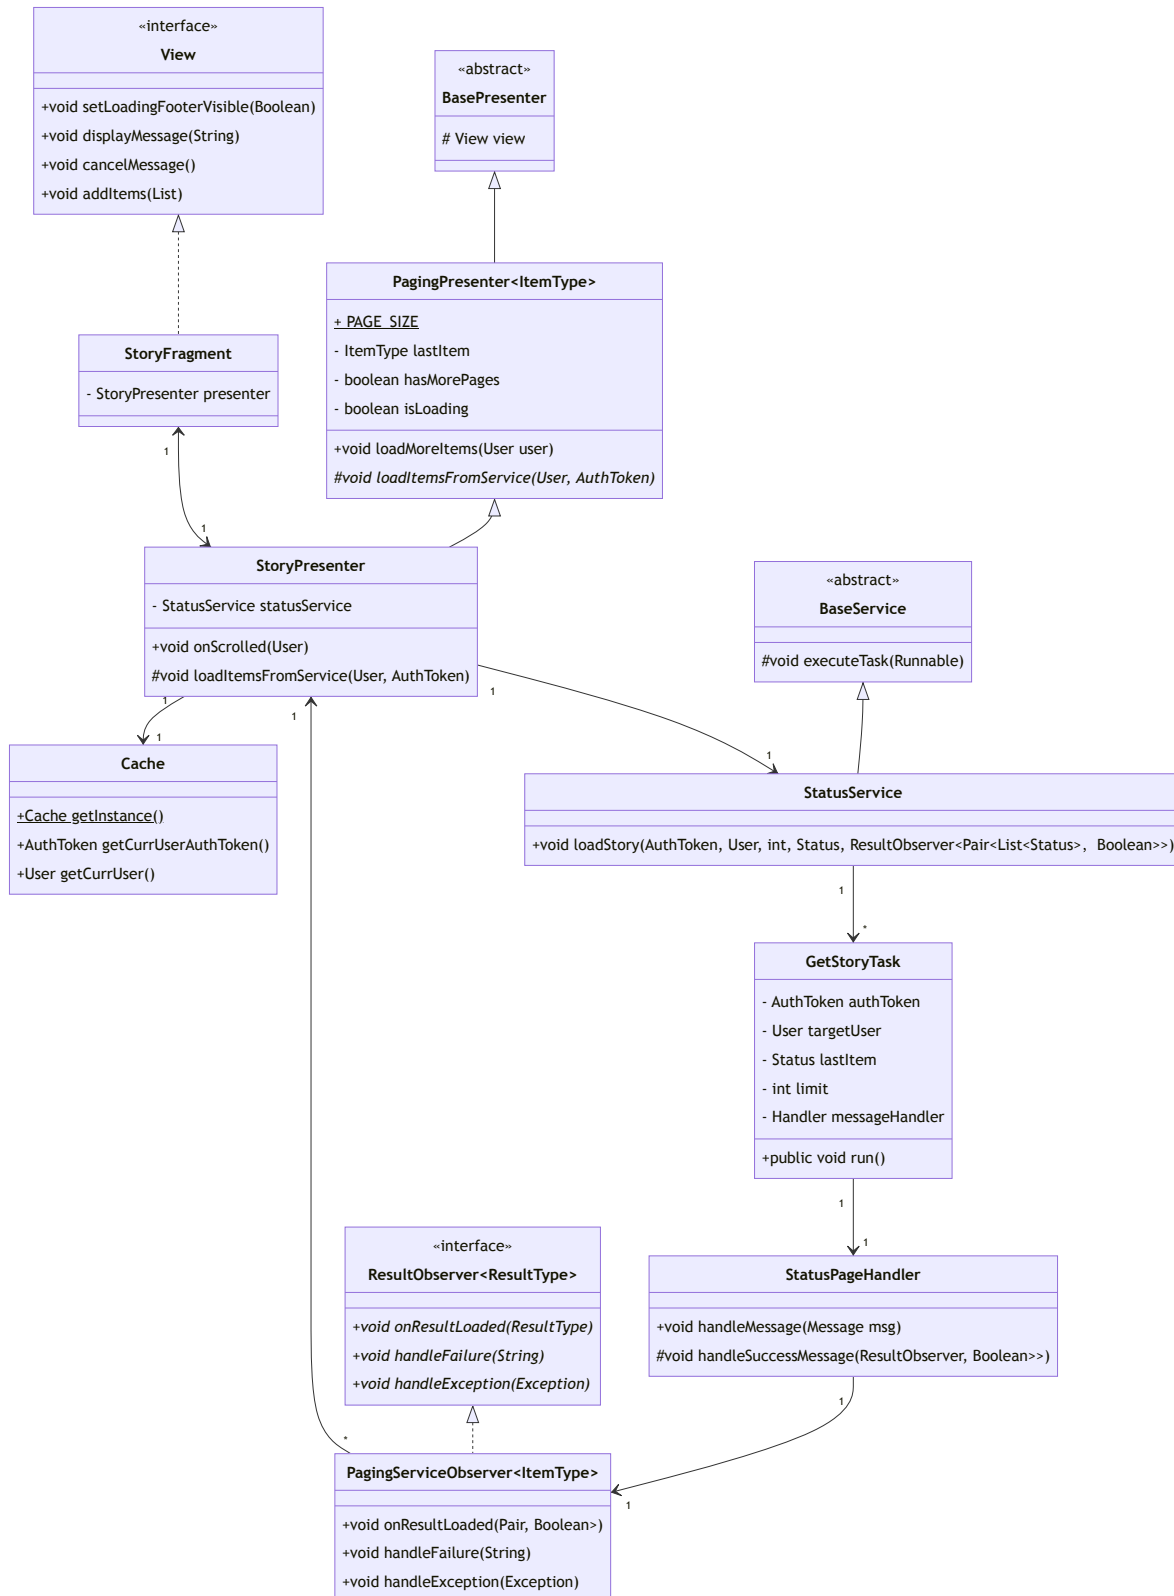 «interface»
View
+void setLoadingFooterVisible(Boolean)
+void displayMessage(String)
+void cancelMessage()
+void addItems(List)
«abstract»
BasePresenter
# View view
PagingPresenter<ItemType>
+ PAGE_SIZE
- ItemType lastItem
- boolean hasMorePages
- boolean isLoading
+void loadMoreItems(User user)
#void loadItemsFromService(User, AuthToken)
StoryFragment
- StoryPresenter presenter
1
1
StoryPresenter
- StatusService statusService
+void onScrolled(User)
#void loadItemsFromService(User, AuthToken)
«abstract»
BaseService
#void executeTask(Runnable)
1
1
1
1
1
Cache
+Cache getInstance()
+AuthToken getCurrUserAuthToken()
+User getCurrUser()
StatusService
+void loadStory(AuthToken, User, int, Status, ResultObserver<Pair<List<Status>, Boolean>>)
1
*
GetStoryTask
- AuthToken authToken
- User targetUser
- Status lastItem
- int limit
- Handler messageHandler
+public void run()
1
1
«interface»
ResultObserver<ResultType>
+void onResultLoaded(ResultType)
+void handleFailure(String)
+void handleException(Exception)
StatusPageHandler
+void handleMessage(Message msg)
#void handleSuccessMessage(ResultObserver, Boolean>>)
1
*
1
PagingServiceObserver<ItemType>
+void onResultLoaded(Pair, Boolean>)
+void handleFailure(String)
+void handleException(Exception)